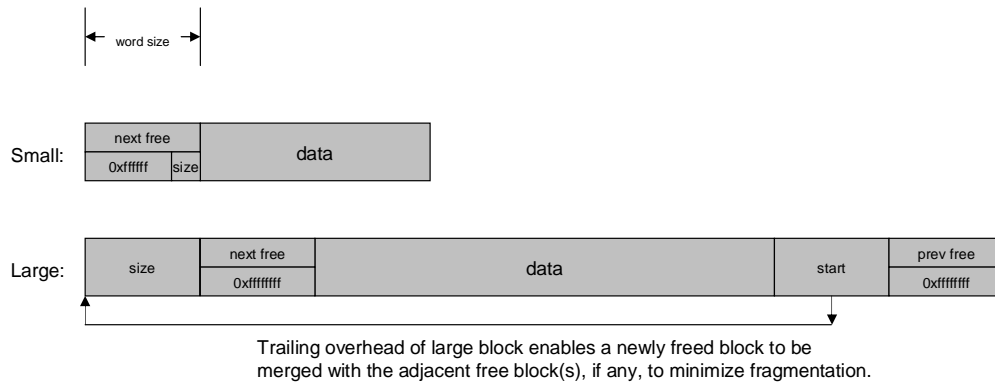 word size
Small:
next free
0xffffff size
data
Large:
size
next free
0xffffffff
data
start
prev free
0xffffffff
Trailing overhead of large block enables a newly freed block to be
merged with the adjacent free block(s), if any, to minimize fragmentation.